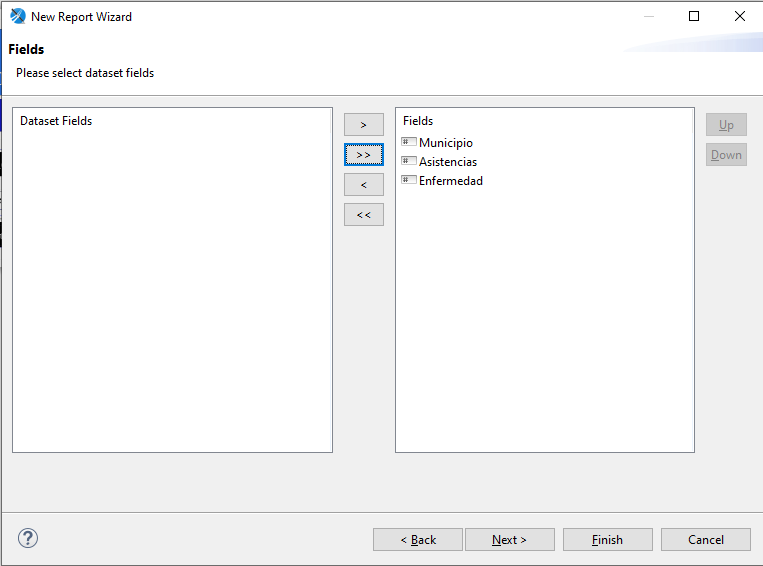 New Report Wizard
Fields
Please select dataset fields
Dataset Fields
>
>>
<
<<
Fields
# Municipio
# Asistencias
# Enfermedad
Up
Down
?
< Back
Next >
Finish
Cancel